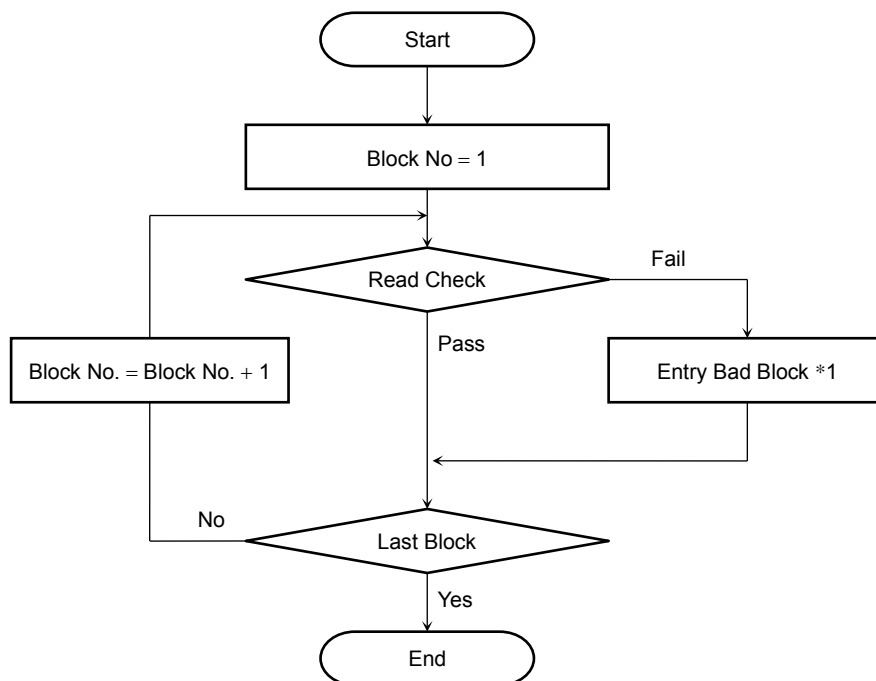 Start
Block No = 1
Read Check
Fail
Pass
Block No. = Block No. + 1
Entry Bad Block *1
No
Last Block
Yes
End